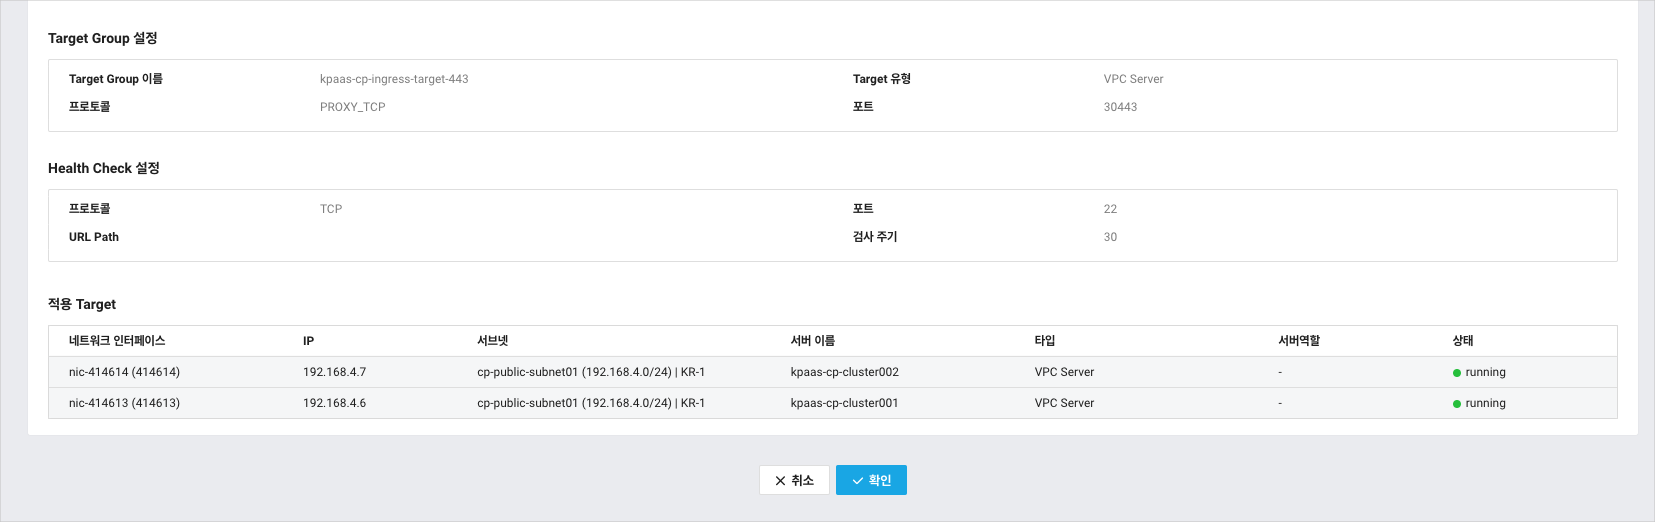 Target Group 설정
Target Group 이름 kpaas-cp-ingress-target-443 Target 유형 VPC Server
프로토콜 PROXY_TCP 포트 30443
Health Check 설정
프로토콜 TCP 포트 22
URL Path 검사 주기 30
적용 Target
네트워크 인터페이스 IP 서브넷 서버 이름 타입 서버역할 상태
nic-414614 (414614) 192.168.4.7 cp-public-subnet01 (192.168.4.0/24) | KR-1 kpaas-cp-cluster002 VPC Server - running
nic-414613 (414613) 192.168.4.6 cp-public-subnet01 (192.168.4.0/24) | KR-1 kpaas-cp-cluster001 VPC Server - running
취소 확인